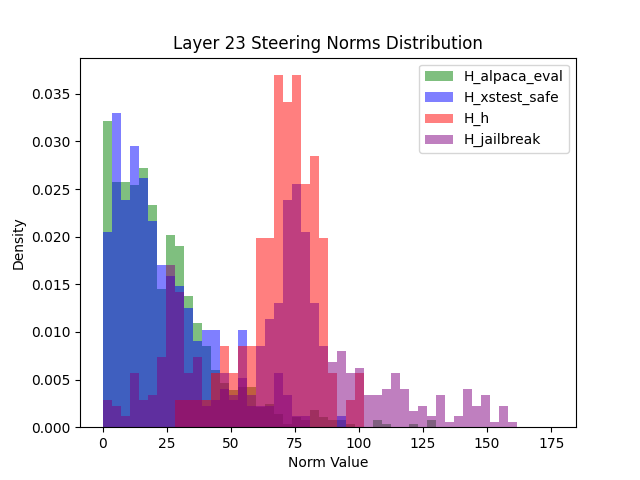 Layer 23 Steering Norms Distribution
H_alpaca_eval
H_xstest_safe
H_h
H_jailbreak
Density
0.035
0.030
0.025
0.020
0.015
0.010
0.005
0.000
0 25 50 75 100 125 150 175
Norm Value